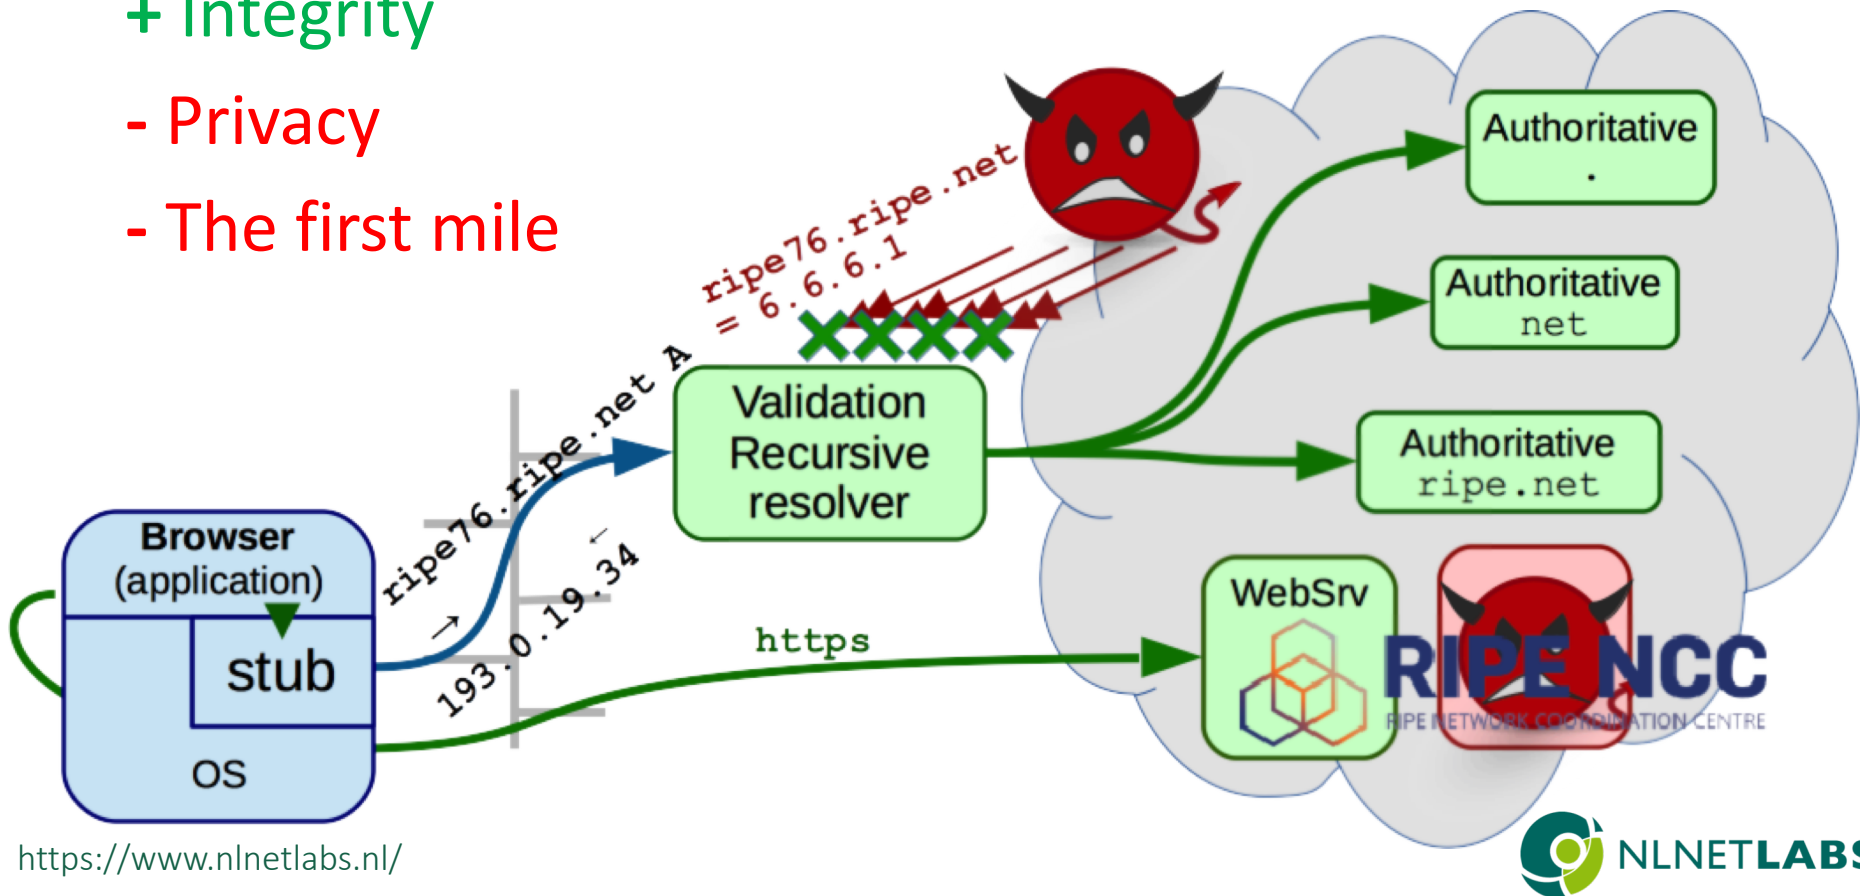 + Integrity
- Privacy
- The first mile
ripe76.ripe.net
= 6.6.6.1
Authoritative
.
Authoritative
net
Authoritative
ripe.net
Validation
Recursive
resolver
ripe76.ripe.net A
→
←
193.0.19.34
Browser
(application)
stub
OS
https
WebSrv
RIPE NCC
RIPE NETWORK COORDINATION CENTRE
https://www.nlnetlabs.nl/
NLNETLABS